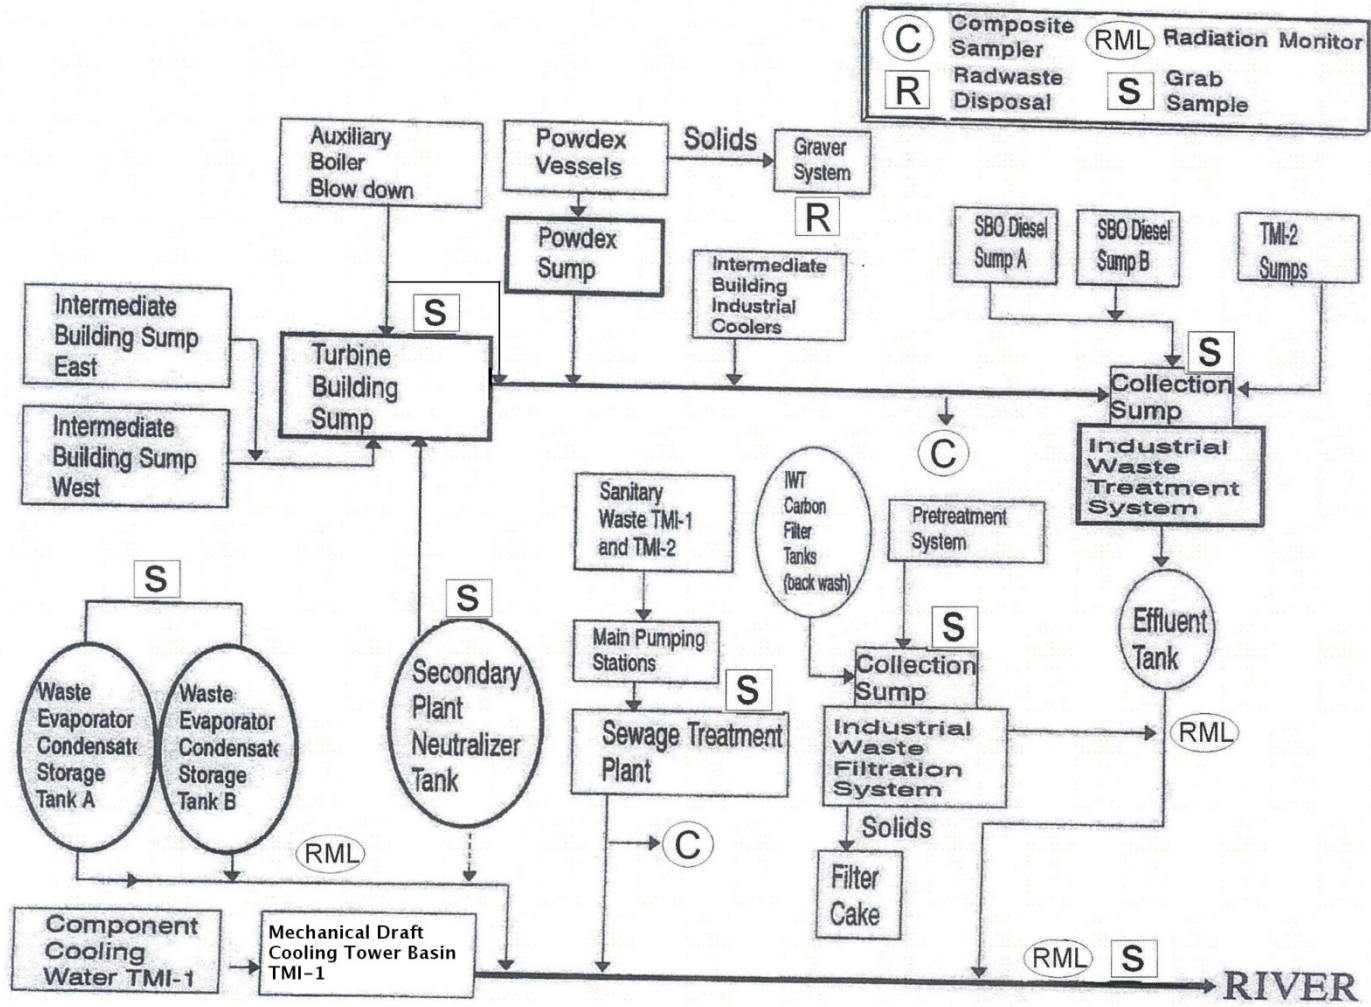 C
Composite
Sampler
RML
Radiation Monitor
R
Radwaste
Disposal
S
Grab
Sample
Auxiliary
Boiler
Blow down
Powdex
Vessels
Solids
Graver
System
R
Powdex
Sump
SBO Diesel
Sump A
SBO Diesel
Sump B
TMI-2
Sumps
Intermediate
Building
Industrial
Coolers
Intermediate
Building Sump
East
S
Turbine
Building
Sump
S
Collection
Sump
Intermediate
Building Sump
West
C
Industrial
Waste
Treatment
System
Sanitary
Waste TMI-1
and TMI-2
IWT
Carbon
Filter
Tanks
(back wash)
Pretreatment
System
S
S
Effluent
Tank
Main Pumping
Stations
S
S
Collection
Sump
Waste
Evaporator
Condensate
Storage
Tank A
Waste
Evaporator
Condensate
Storage
Tank B
Secondary
Plant
Neutralizer
Tank
Sewage Treatment
Plant
Industrial
Waste
Filtration
System
RML
Solids
RML
C
Filter
Cake
Component
Cooling
Water TMI-1
Mechanical Draft
Cooling Tower Basin
TMI-1
RML
S
RIVER